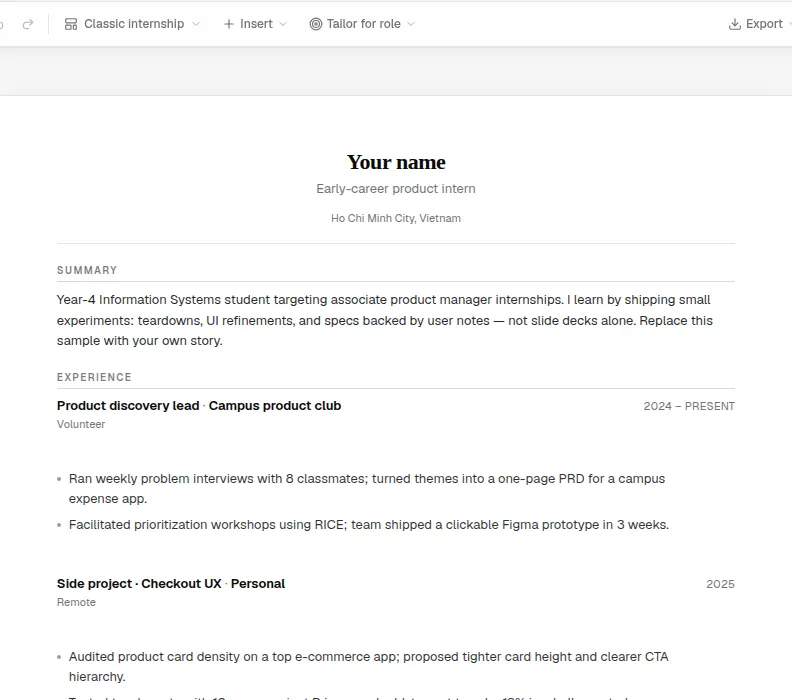 Classic internship
Insert
Tailor for role
Export
Your name
Early-career product intern
Ho Chi Minh City, Vietnam
SUMMARY
Year-4 Information Systems student targeting associate product manager internships. I learn by shipping small
experiments: teardowns, UI refinements, and specs backed by user notes — not slide decks alone. Replace this
sample with your own story.
EXPERIENCE
Product discovery lead · Campus product club
2024 – PRESENT
Volunteer
• Ran weekly problem interviews with 8 classmates; turned themes into a one-page PRD for a campus
expense app.
• Facilitated prioritization workshops using RICE; team shipped a clickable Figma prototype in 3 weeks.
Side project · Checkout UX · Personal
2025
Remote
• Audited product card density on a top e-commerce app; proposed tighter card height and clearer CTA
hierarchy.